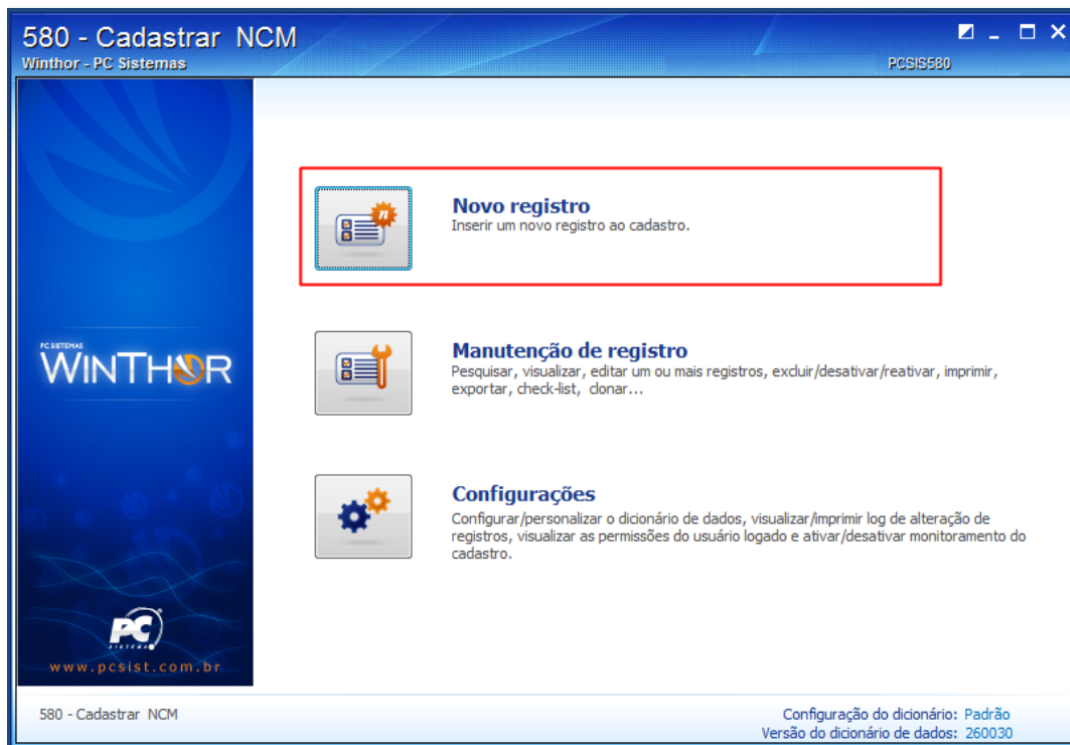 580 - Cadastrar NCM
Winthor - PC Sistemas
PCSIS580
Novo registro
Inserir um novo registro ao cadastro.
Manutenção de registro
Pesquisar, visualizar, editar um ou mais registros, excluir/desativar/reativar, imprimir,
exportar, check-list, clonar...
Configurações
Configurar/personalizar o dicionário de dados, visualizar/imprimir log de alteração de
registros, visualizar as permissões do usuário logado e ativar/desativar monitoramento do
cadastro.
PC SISTEMAS
WINTHOR
PC
SISTEMAS
www.pcsist.com.br
580 - Cadastrar NCM
Configuração do dicionário: Padrão
Versão do dicionário de dados: 260030